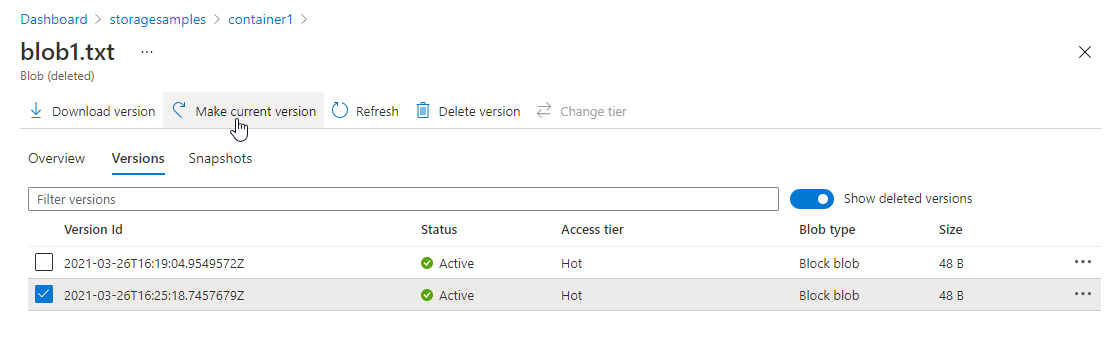 Dashboard > storagesamples > container1 >
blob1.txt ...
Blob (deleted)
Download version Make current version Refresh Delete version Change tier
Overview Versions Snapshots
Filter versions Show deleted versions
Version Id Status Access tier Blob type Size
2021-03-26T16:19:04.9549572Z Active Hot Block blob 48 B ...
2021-03-26T16:25:18.7457679Z Active Hot Block blob 48 B ...